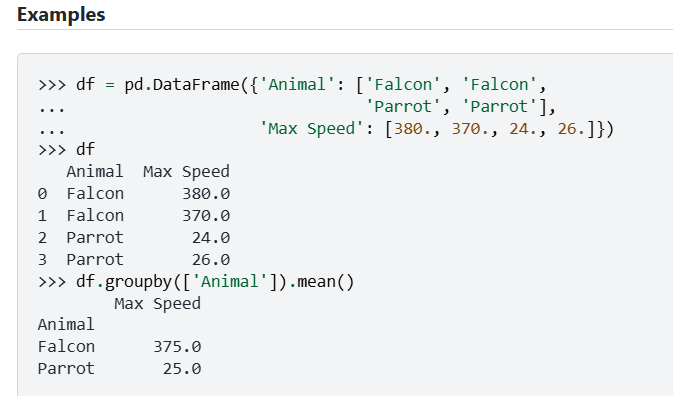 Examples
>>> df = pd.DataFrame({'Animal': ['Falcon', 'Falcon',
...                               'Parrot', 'Parrot'],
...                    'Max Speed': [380., 370., 24., 26.]})
>>> df
   Animal  Max Speed
0  Falcon      380.0
1  Falcon      370.0
2  Parrot       24.0
3  Parrot       26.0
>>> df.groupby(['Animal']).mean()
        Max Speed
Animal
Falcon      375.0
Parrot       25.0